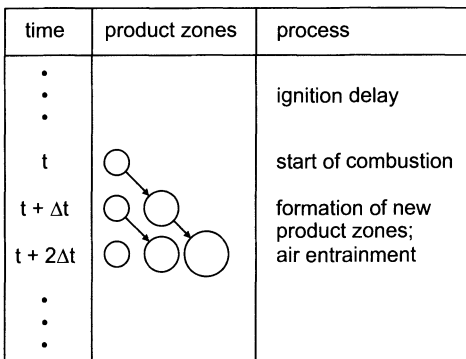 time product zones process
ignition delay
t start of combustion
t + Δt formation of new
product zones;
t + 2Δt air entrainment